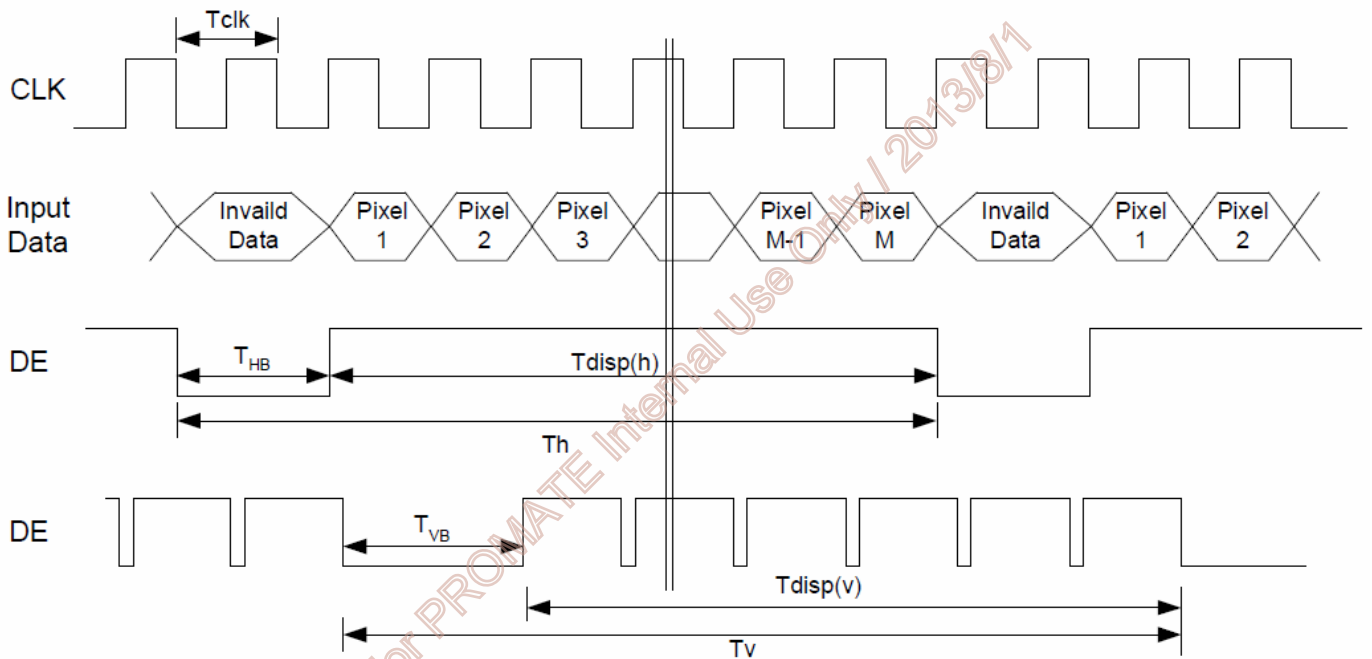 Tclk
CLK
Input
Data
Invaild
Data
Pixel
1
Pixel
2
Pixel
3
Pixel
M-1
Pixel
M
Invaild
Data
Pixel
1
Pixel
2
DE
THB
Tdisp(h)
Th
DE
TVB
Tdisp(v)
Tv
For PROMATE Internal Use Only / 2013/8/1